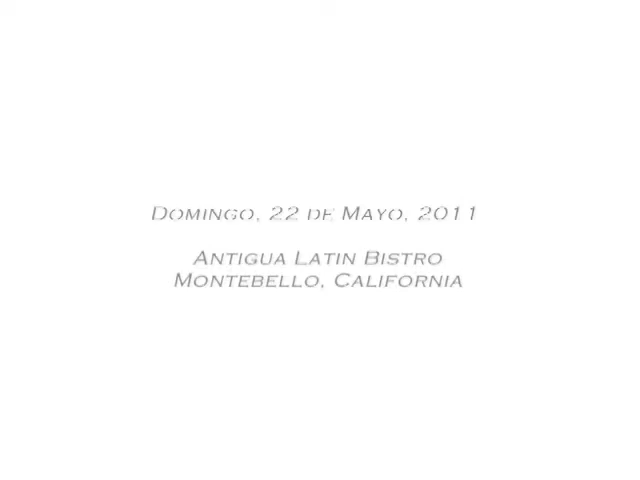 Domingo, 22 de Mayo, 2011
Antigua Latin Bistro
Montebello, California